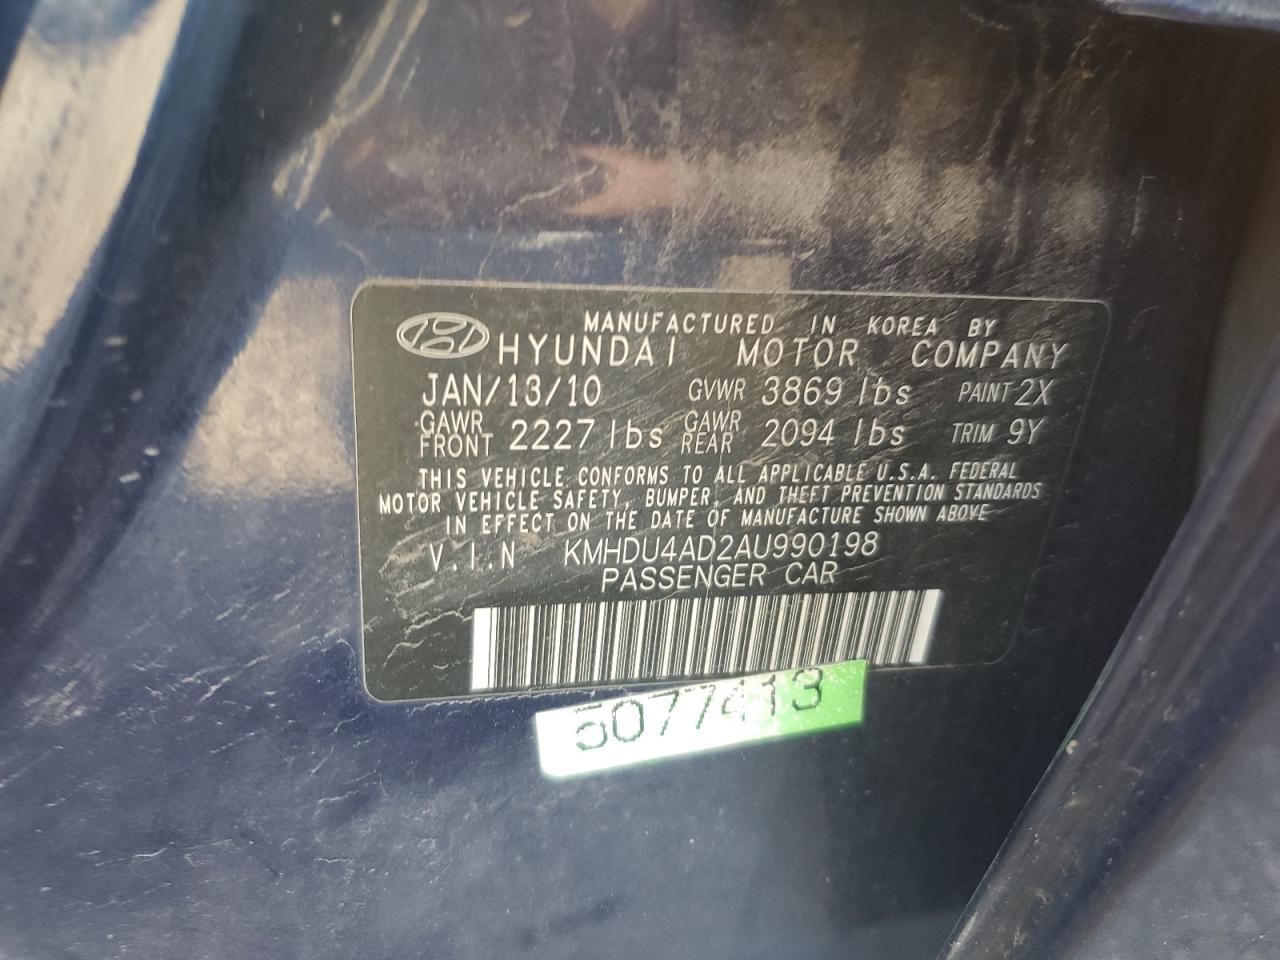 MANUFACTURED IN KOREA BY
HYUNDAI MOTOR COMPANY
JAN/13/10 GVWR 3869 lbs PAINT 2X
GAWR FRONT 2227 lbs GAWR REAR 2094 lbs TRIM 9Y
THIS VEHICLE CONFORMS TO ALL APPLICABLE U.S.A. FEDERAL
MOTOR VEHICLE SAFETY, BUMPER, AND THEFT PREVENTION STANDARDS
IN EFFECT ON THE DATE OF MANUFACTURE SHOWN ABOVE
V.I.N KMHDU4AD2AU990198
PASSENGER CAR
5077413